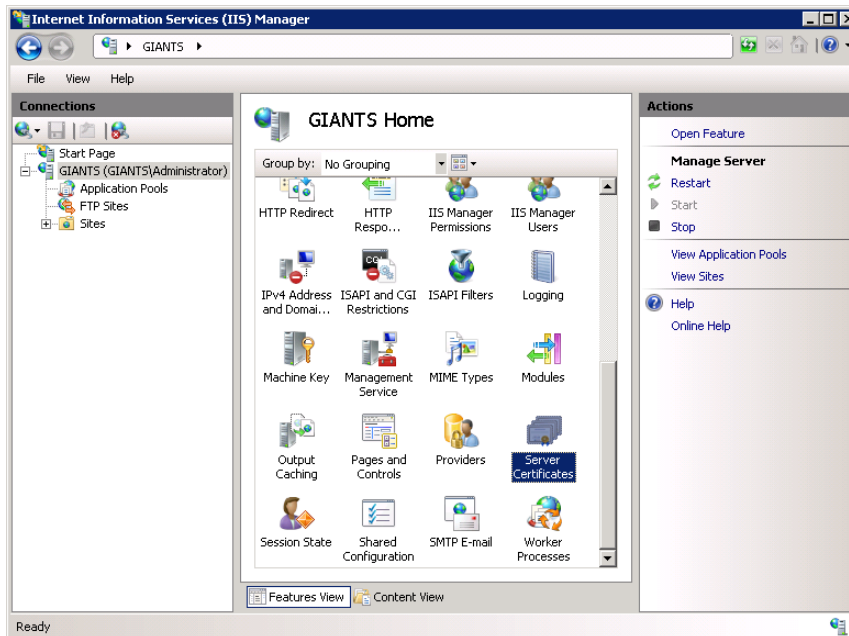 Internet Information Services (IIS) Manager
GIANTS
File View Help
Connections
Start Page
GIANTS (GIANTS\Administrator)
Application Pools
FTP Sites
Sites
GIANTS Home
Group by: No Grouping
HTTP Redirect
HTTP
Respo...
IIS Manager
Permissions
IIS Manager
Users
IPv4 Address
and Domai...
ISAPI and CGI
Restrictions
ISAPI Filters
Logging
Machine Key
Management
Service
MIME Types
Modules
Output
Caching
Pages and
Controls
Providers
Server
Certificates
Session State
Shared
Configuration
SMTP E-mail
Worker
Processes
Features View
Content View
Actions
Open Feature
Manage Server
Restart
Start
Stop
View Application Pools
View Sites
Help
Online Help
Ready